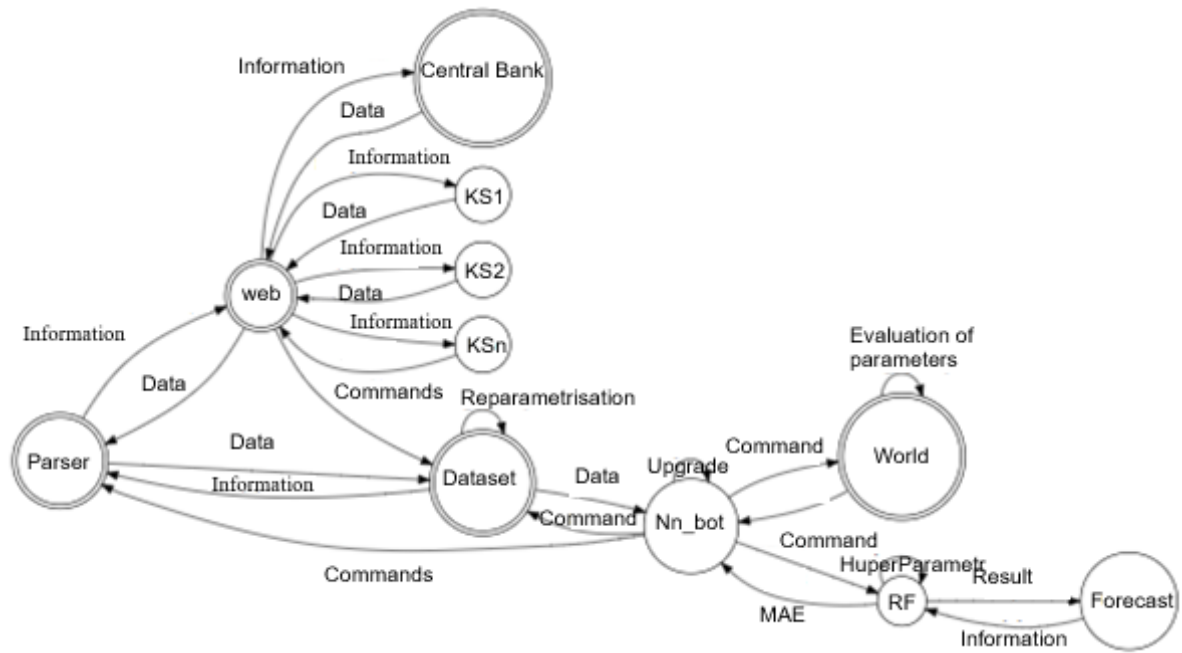 Information
Central Bank
Data
Information
KS1
Data
Information
KS2
web
Data
Information
KSn
Information
Evaluation of
parameters
Data
Commands
Reparametrisation
Data
Command
Parser
World
Upgrade
Dataset
Data
Information
Command
Nn_bot
Command
HuperParametr
Result
Commands
RF
Forecast
MAE
Information